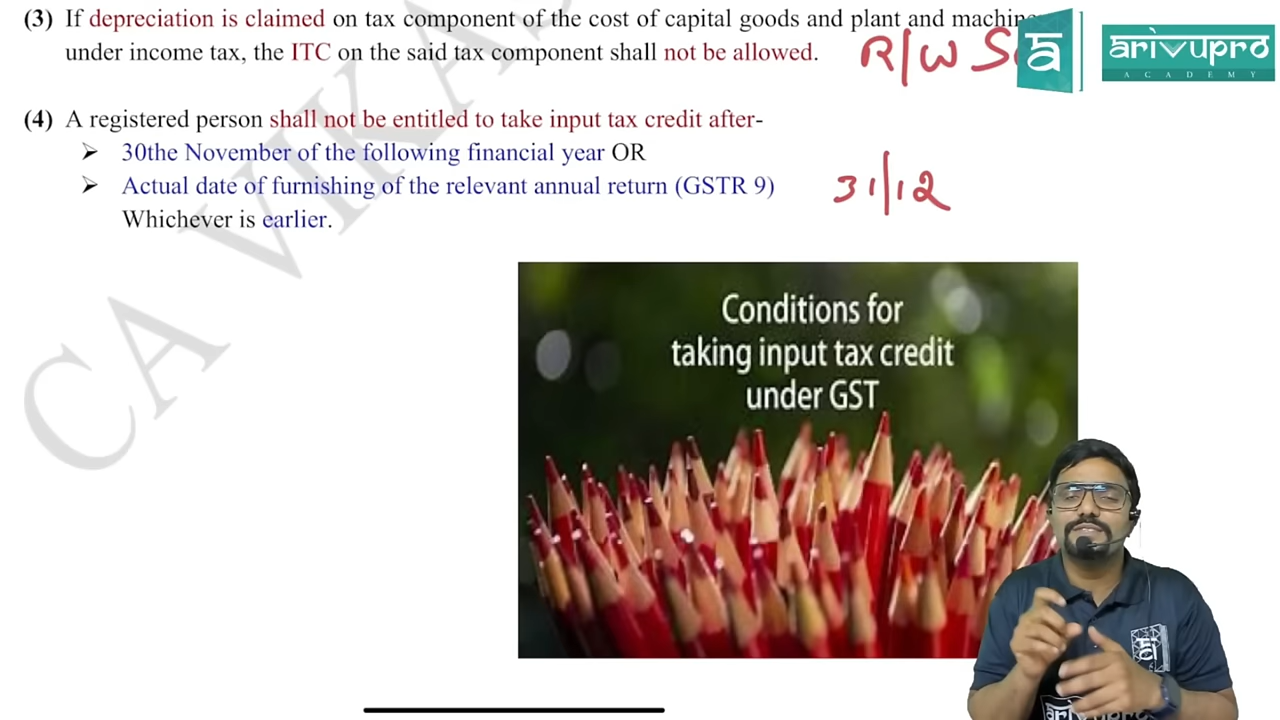 (3) If depreciation is claimed on tax component of the cost of capital goods and plant and
under income tax, the ITC on the said tax component shall not be allowed.
R/W
ā
arivupro
ACADEMY
(4) A registered person shall not be entitled to take input tax credit after-
➢ 30the November of the following financial year OR
➢ Actual date of furnishing of the relevant annual return (GSTR 9)
Whichever is earlier.
31/12
CA VIKAS
Conditions for
taking input tax credit
under GST
arivupro